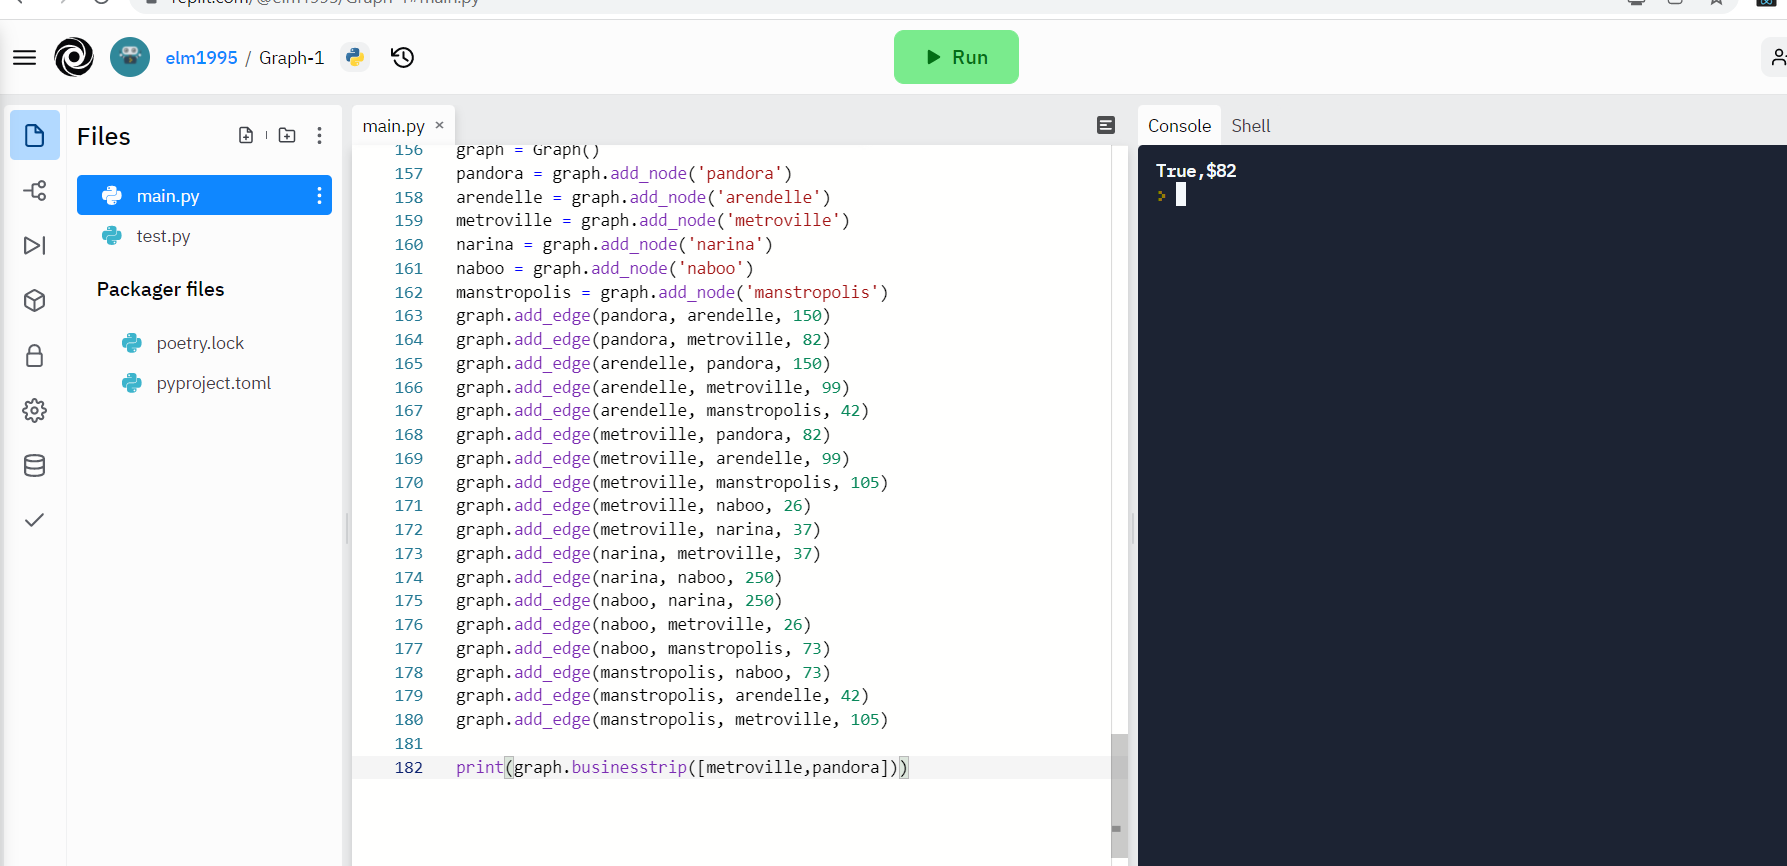 replit.com/@elm1995/Graph-1#main.py
elm1995 / Graph-1
Run
Files
main.py
test.py
Packager files
poetry.lock
pyproject.toml
main.py ×
156 graph = Graph()
157 pandora = graph.add_node('pandora')
158 arendelle = graph.add_node('arendelle')
159 metroville = graph.add_node('metroville')
160 narina = graph.add_node('narina')
161 naboo = graph.add_node('naboo')
162 manstropolis = graph.add_node('manstropolis')
163 graph.add_edge(pandora, arendelle, 150)
164 graph.add_edge(pandora, metroville, 82)
165 graph.add_edge(arendelle, pandora, 150)
166 graph.add_edge(arendelle, metroville, 99)
167 graph.add_edge(arendelle, manstropolis, 42)
168 graph.add_edge(metroville, pandora, 82)
169 graph.add_edge(metroville, arendelle, 99)
170 graph.add_edge(metroville, manstropolis, 105)
171 graph.add_edge(metroville, naboo, 26)
172 graph.add_edge(metroville, narina, 37)
173 graph.add_edge(narina, metroville, 37)
174 graph.add_edge(narina, naboo, 250)
175 graph.add_edge(naboo, narina, 250)
176 graph.add_edge(naboo, metroville, 26)
177 graph.add_edge(naboo, manstropolis, 73)
178 graph.add_edge(manstropolis, naboo, 73)
179 graph.add_edge(manstropolis, arendelle, 42)
180 graph.add_edge(manstropolis, metroville, 105)
181
182 print(graph.businesstrip([metroville,pandora]))
Console Shell
True,$82
>